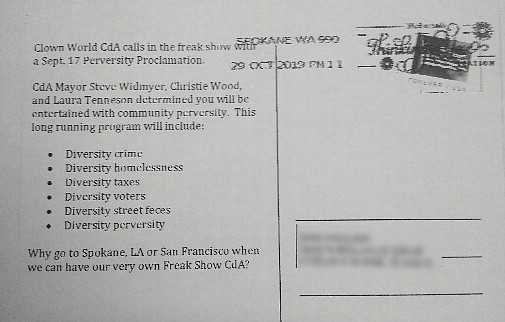 Clown World CdA calls in the freak show with
a Sept. 17 Perversity Proclamation.
CdA Mayor Steve Widmyer, Christie Wood,
and Laura Tenneson determined you will be
entertained with community perversity. This
long running program will include:
• Diversity crime
• Diversity homelessness
• Diversity taxes
• Diversity voters
• Diversity street feces
• Diversity perversity
Why go to Spokane, LA or San Francisco when
we can have our very own Freak Show CdA?
SPOKANE WA 990
29 OCT 2019 PM 1 1
FOREVER / USA